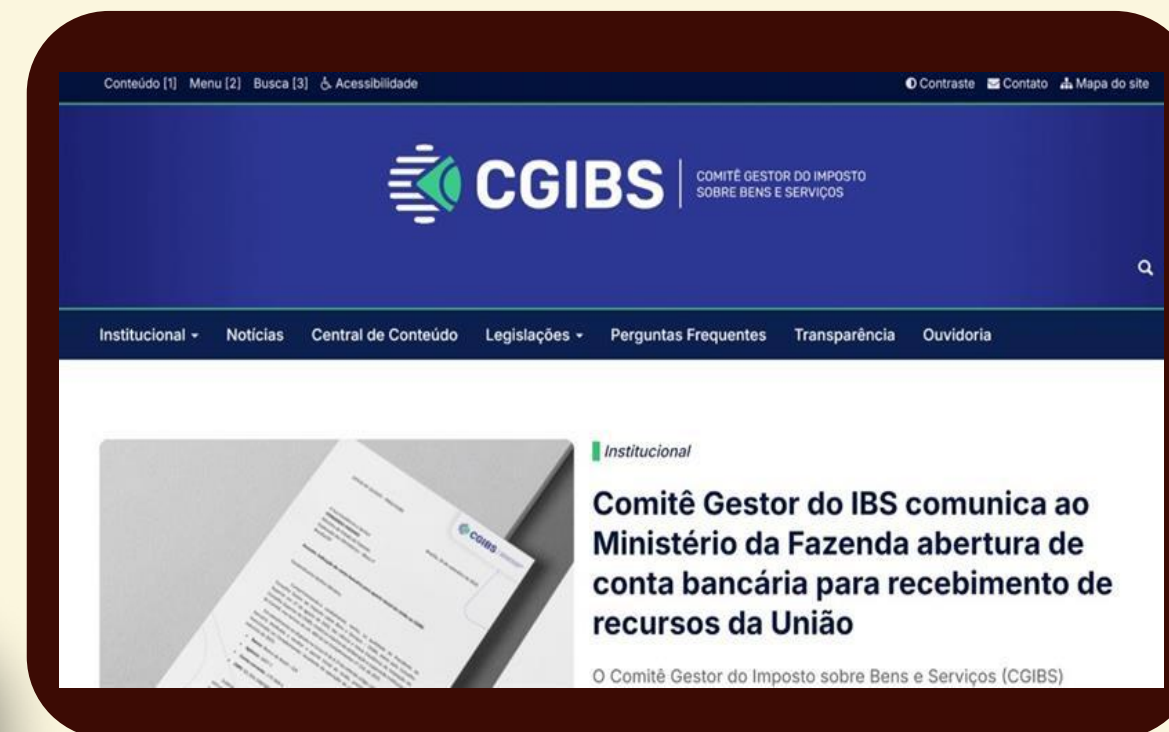 Conteúdo [1] Menu [2] Busca [3] Acessibilidade
Contraste Contato Mapa do site
CGIBS
COMITÊ GESTOR DO IMPOSTO
SOBRE BENS E SERVIÇOS
Institucional Notícias Central de Conteúdo Legislações Perguntas Frequentes Transparência Ouvidoria
CGIBS
Institucional
Comitê Gestor do IBS comunica ao
Ministério da Fazenda abertura de
conta bancária para recebimento de
recursos da União
O Comitê Gestor do Imposto sobre Bens e Serviços (CGIBS)